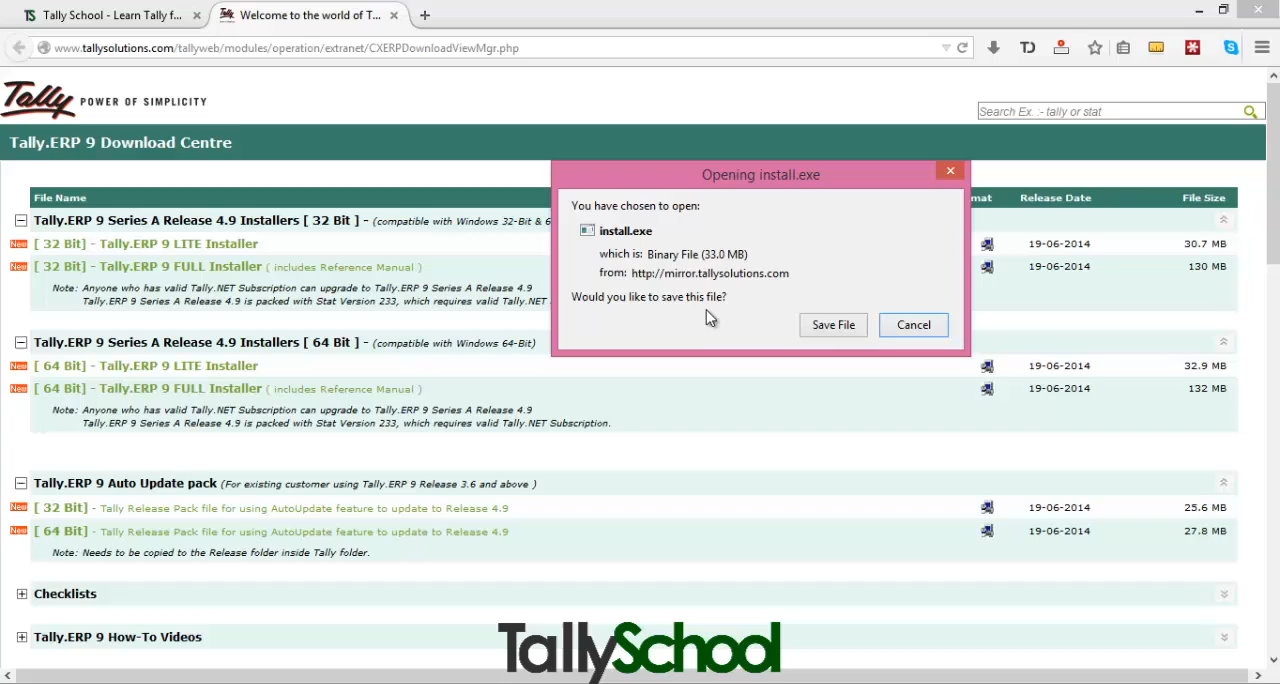 Tally School - Learn Tally f...
Welcome to the world of T...
www.tallysolutions.com/tallyweb/modules/operation/extranet/CXERPDownloadViewMgr.php
Tally POWER OF SIMPLICITY
Search Ex. :- tally or stat
Tally.ERP 9 Download Centre
File Name
Release Date
File Size
Tally.ERP 9 Series A Release 4.9 Installers [ 32 Bit ] - (compatible with Windows 32-Bit & 6
New [ 32 Bit] - Tally.ERP 9 LITE Installer 19-06-2014 30.7 MB
New [ 32 Bit] - Tally.ERP 9 FULL Installer ( includes Reference Manual ) 19-06-2014 130 MB
Note: Anyone who has valid Tally.NET Subscription can upgrade to Tally.ERP 9 Series A Release 4.9
Tally.ERP 9 Series A Release 4.9 is packed with Stat Version 233, which requires valid Tally.NET
Opening install.exe
You have chosen to open:
install.exe
which is: Binary File (33.0 MB)
from: http://mirror.tallysolutions.com
Would you like to save this file?
Save File
Cancel
Tally.ERP 9 Series A Release 4.9 Installers [ 64 Bit ] - (compatible with Windows 64-Bit)
New [ 64 Bit] - Tally.ERP 9 LITE Installer 19-06-2014 32.9 MB
New [ 64 Bit] - Tally.ERP 9 FULL Installer ( includes Reference Manual ) 19-06-2014 132 MB
Note: Anyone who has valid Tally.NET Subscription can upgrade to Tally.ERP 9 Series A Release 4.9
Tally.ERP 9 Series A Release 4.9 is packed with Stat Version 233, which requires valid Tally.NET Subscription.
Tally.ERP 9 Auto Update pack (For existing customer using Tally.ERP 9 Release 3.6 and above )
New [ 32 Bit] - Tally Release Pack file for using AutoUpdate feature to update to Release 4.9 19-06-2014 25.6 MB
New [ 64 Bit] - Tally Release Pack file for using AutoUpdate feature to update to Release 4.9 19-06-2014 27.8 MB
Note: Needs to be copied to the Release folder inside Tally folder.
Checklists
Tally.ERP 9 How-To Videos
TallySchool